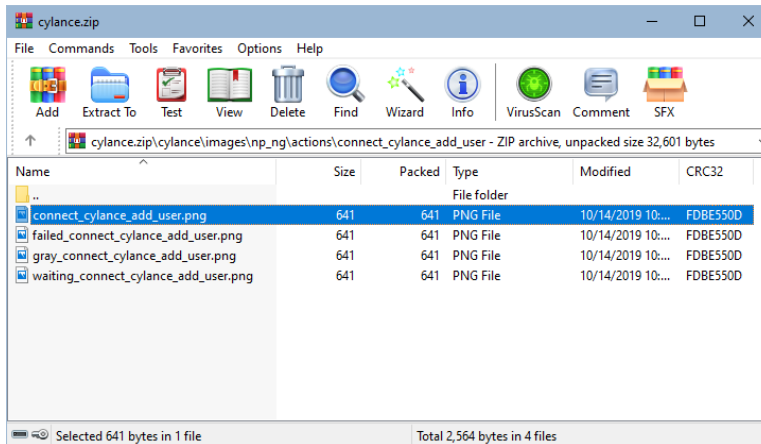 cylance.zip
File Commands Tools Favorites Options Help
Add Extract To Test View Delete Find Wizard Info VirusScan Comment SFX
cylance.zip\cylance\images\np_ng\actions\connect_cylance_add_user - ZIP archive, unpacked size 32,601 bytes
Name Size Packed Type Modified CRC32
.. File folder
connect_cylance_add_user.png 641 641 PNG File 10/14/2019 10:... FDBE550D
failed_connect_cylance_add_user.png 641 641 PNG File 10/14/2019 10:... FDBE550D
gray_connect_cylance_add_user.png 641 641 PNG File 10/14/2019 10:... FDBE550D
waiting_connect_cylance_add_user.png 641 641 PNG File 10/14/2019 10:... FDBE550D
Selected 641 bytes in 1 file Total 2,564 bytes in 4 files